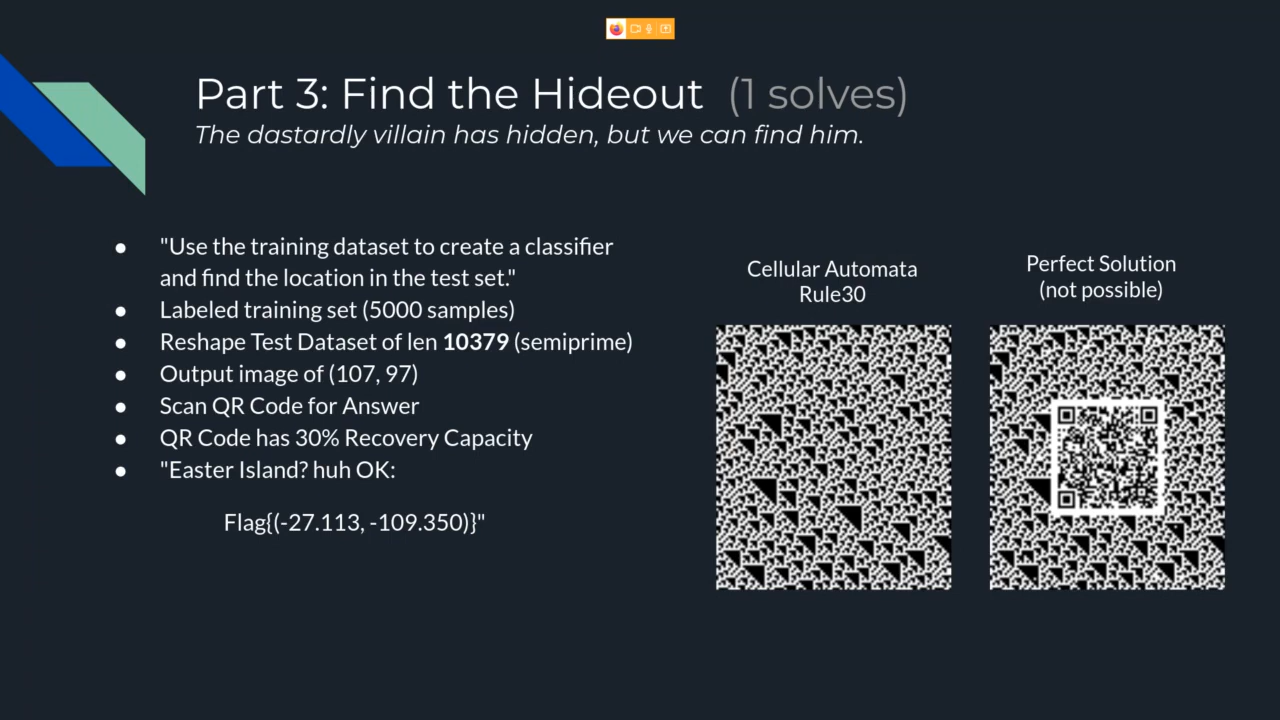 Part 3: Find the Hideout (1 solves)
The dastardly villain has hidden, but we can find him.
● "Use the training dataset to create a classifier
and find the location in the test set."
● Labeled training set (5000 samples)
● Reshape Test Dataset of len 10379 (semiprime)
● Output image of (107, 97)
● Scan QR Code for Answer
● QR Code has 30% Recovery Capacity
● "Easter Island? huh OK:
Flag{(-27.113, -109.350)}"
Cellular Automata
Rule30
Perfect Solution
(not possible)